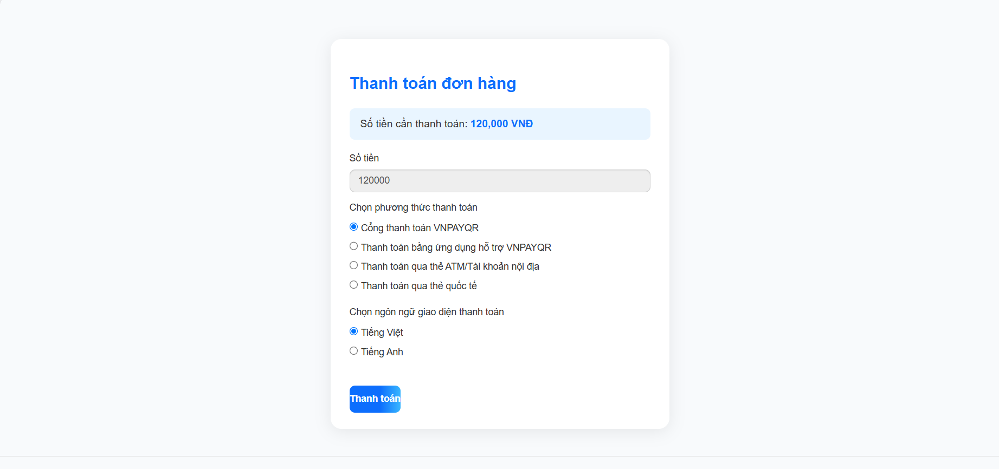 Thanh toán đơn hàng
Số tiền cần thanh toán: 120,000 VNĐ
Số tiền
120000
Chọn phương thức thanh toán
Cổng thanh toán VNPAYQR
Thanh toán bằng ứng dụng hỗ trợ VNPAYQR
Thanh toán qua thẻ ATM/Tài khoản nội địa
Thanh toán qua thẻ quốc tế
Chọn ngôn ngữ giao diện thanh toán
Tiếng Việt
Tiếng Anh
Thanh toán